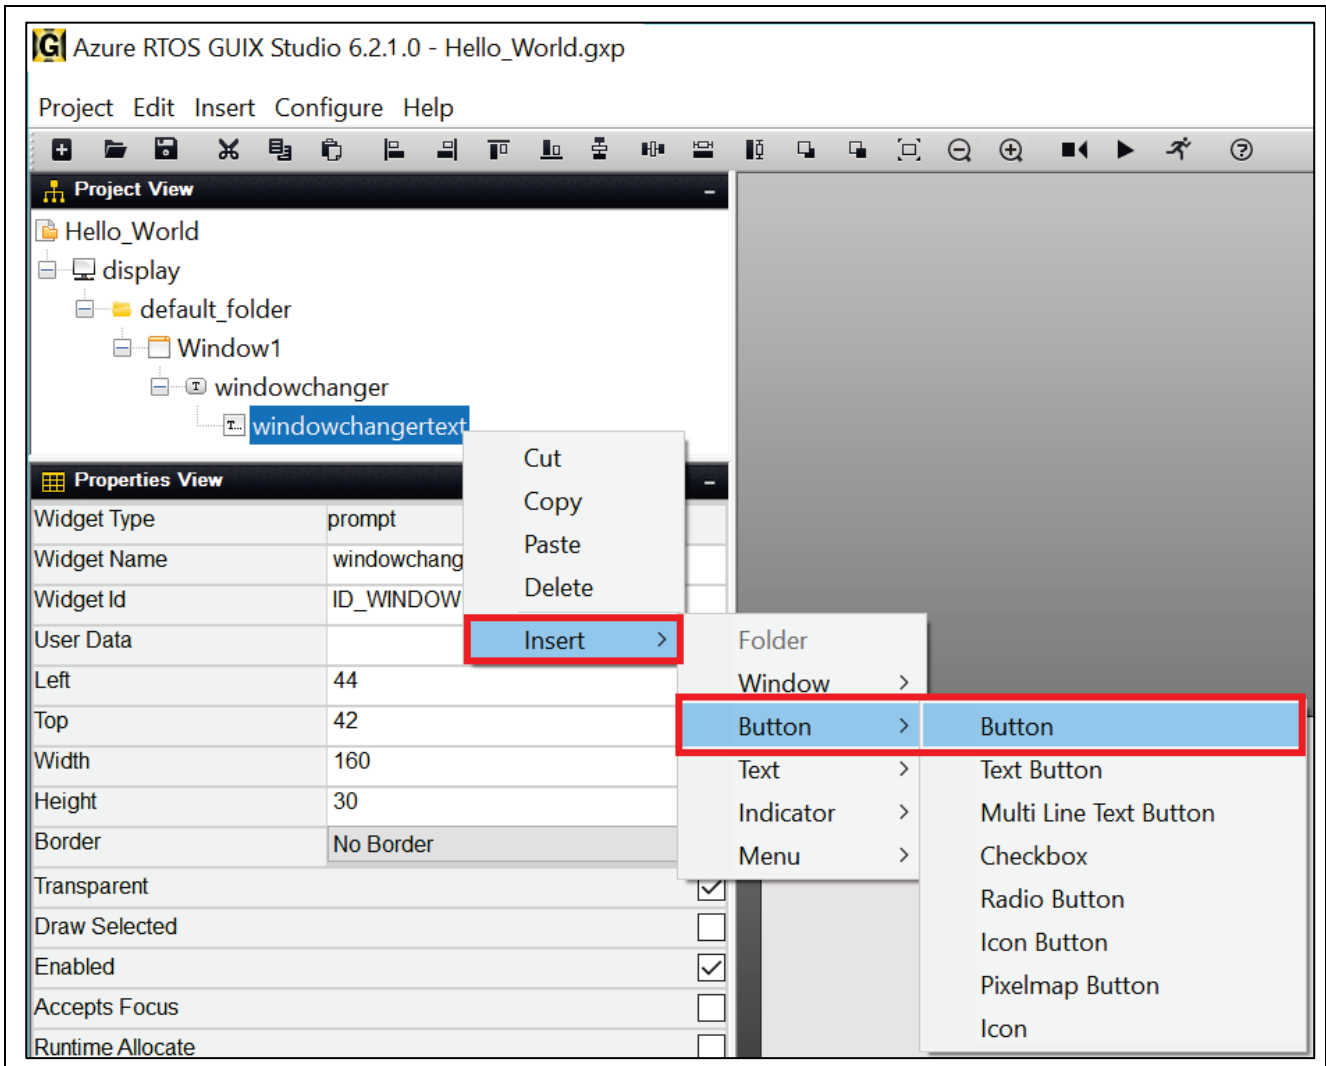 Azure RTOS GUIX Studio 6.2.1.0 - Hello_World.gxp
Project Edit Insert Configure Help
Project View
Hello_World
display
default_folder
Window1
windowchanger
windowchangertext
Cut
Copy
Paste
Delete
Insert
Properties View
Widget Type prompt
Widget Name windowchang
Widget Id ID_WINDOW
User Data
Left 44
Top 42
Width 160
Height 30
Border No Border
Transparent
Draw Selected
Enabled
Accepts Focus
Runtime Allocate
Folder
Window
Button
Text
Indicator
Menu
Button
Text Button
Multi Line Text Button
Checkbox
Radio Button
Icon Button
Pixelmap Button
Icon